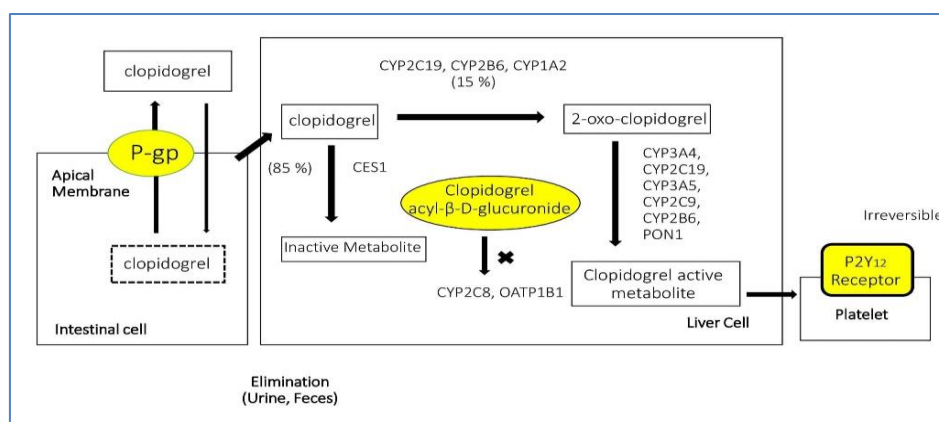 clopidogrel
P-gp
Apical
Membrane
clopidogrel
Intestinal cell
CYP2C19, CYP2B6, CYP1A2
(15 %)
clopidogrel
2-oxo-clopidogrel
(85 %)
CES1
Inactive Metabolite
Clopidogrel
acyl-β-D-glucuronide
CYP2C8, OATP1B1
CYP3A4,
CYP2C19,
CYP3A5,
CYP2C9,
CYP2B6,
PON1
Clopidogrel active
metabolite
Liver Cell
Irreversible
P2Y12
Receptor
Platelet
Elimination
(Urine, Feces)